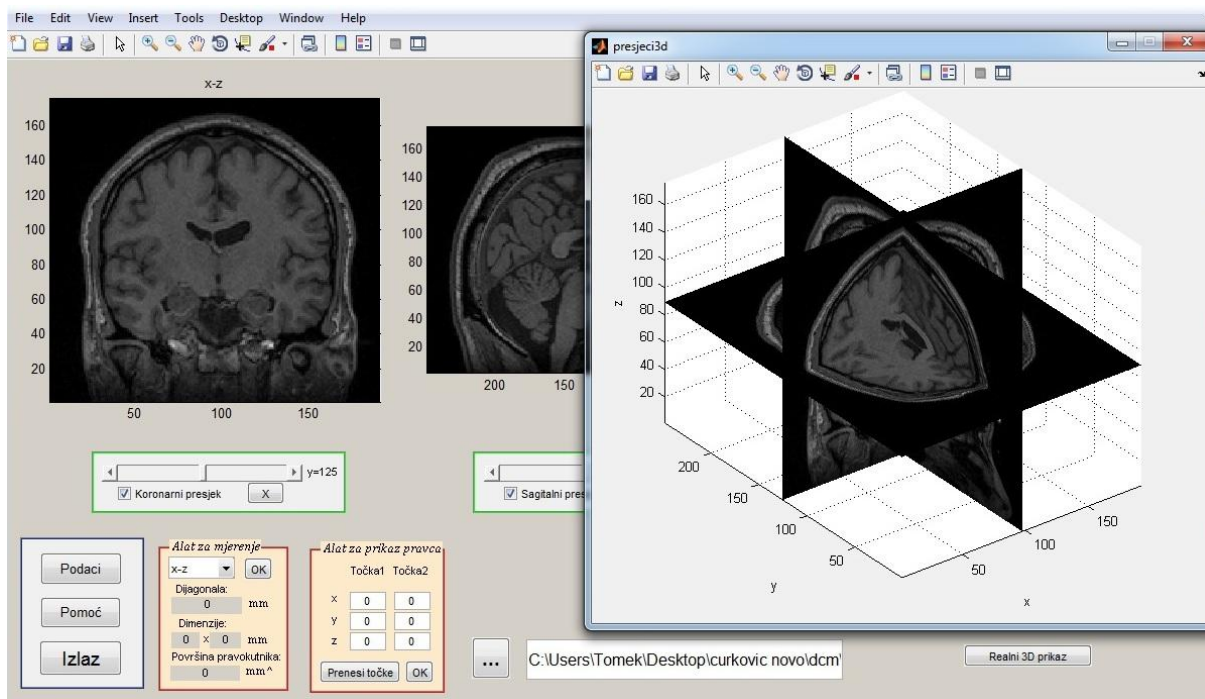 File Edit View Insert Tools Desktop Window Help
x-z
160
140
120
100
80
60
40
20
50 100 150
160
140
120
100
80
60
40
20
200 150
y=125
Koronarni presjek X
Sagitalni pres
Podaci
Pomoć
Izlaz
Alat za mjerenje
x-z OK
Dijagonala:
0 mm
Dimenzije:
0 x 0 mm
Površina pravokutnika:
0 mm^
Alat za prikaz pravca
Točka1 Točka2
x 0 0
y 0 0
z 0 0
Prenesi točke OK
... C:\Users\Tomek\Desktop\curkovic novo\dcm\
Realni 3D prikaz
presjeci3d
160
140
120
100
80
60
40
20
z
200
150
100
50
y
50
100
150
x